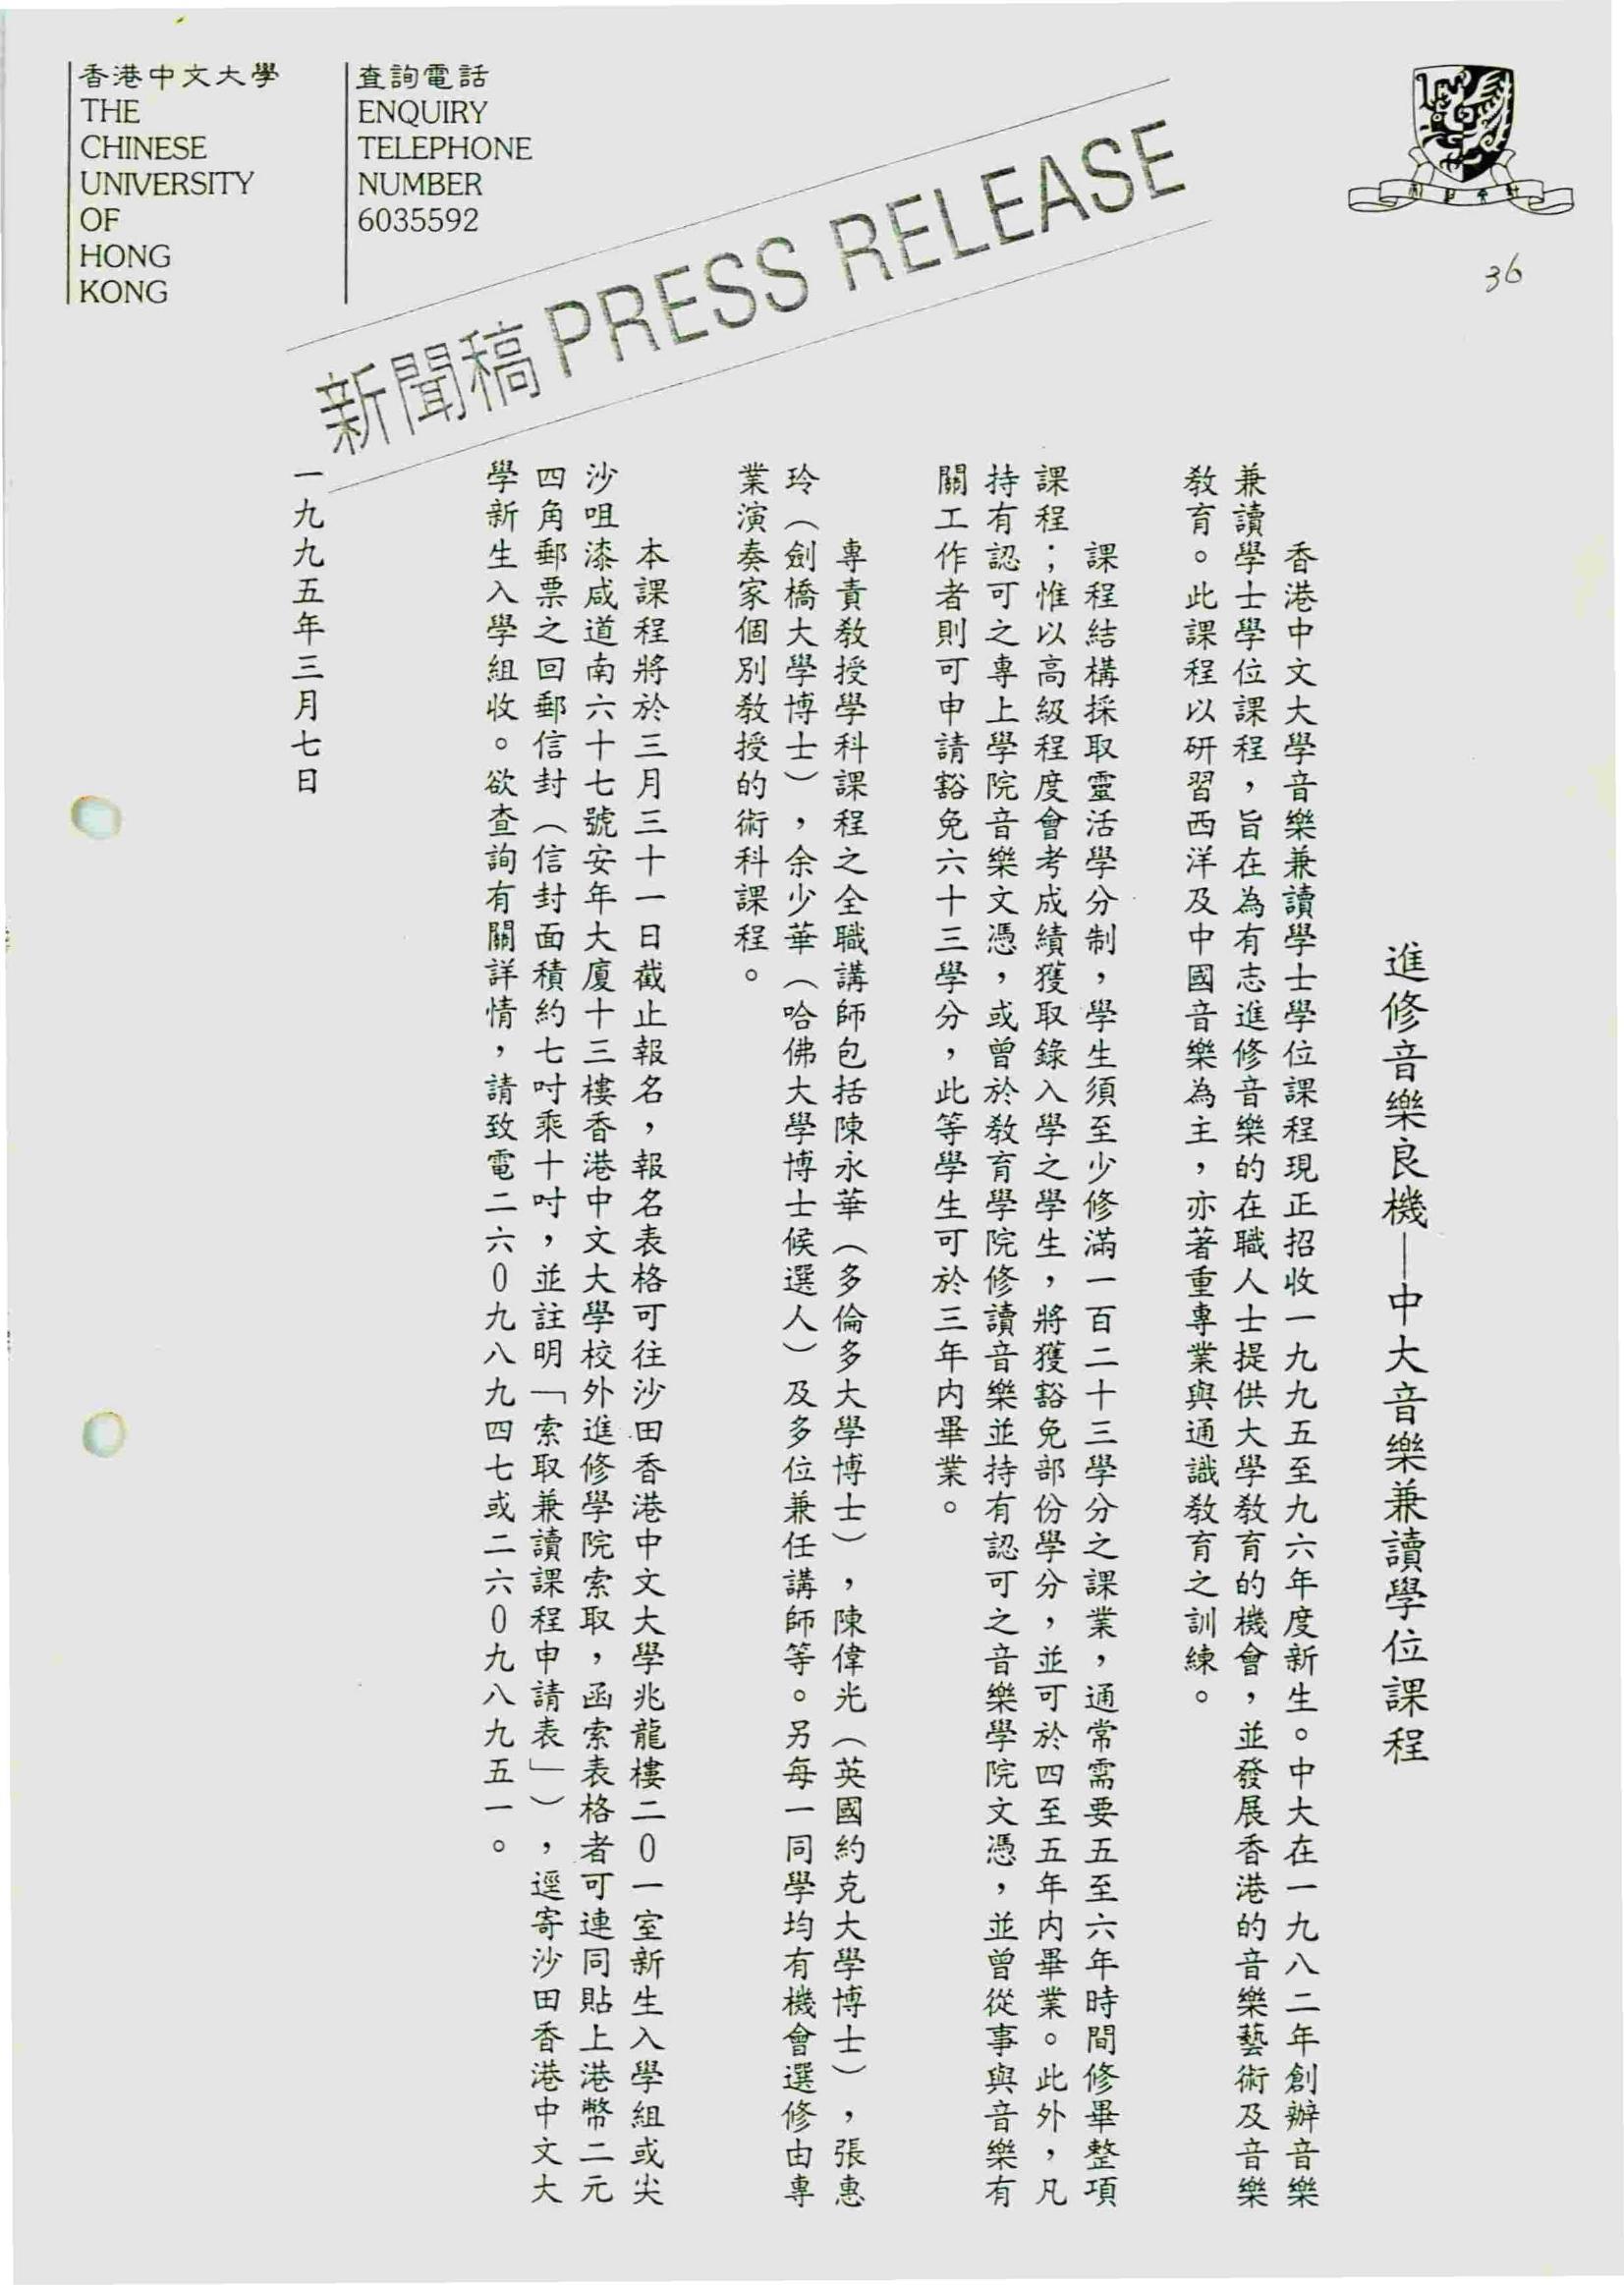 香港中文大學
THE
CHINESE
UNIVERSITY
OF
HONG
KONG
查詢電話
ENQUIRY
TELEPHONE
NUMBER
6035592
新聞稿 PRESS RELEASE
36
進修音樂良機—中大音樂兼讀學位課程
香港中文大學音樂兼讀學士學位課程現正招收一九九五至九六年度新生。中大在一九八二年創辦音樂
兼讀學士學位課程，旨在為有志進修音樂的在職人士提供大學教育的機會，並發展香港的音樂藝術及音樂
教育。此課程以研習西洋及中國音樂為主，亦著重專業與通識教育之訓練。
課程結構採取靈活學分制，學生須至少修滿一百二十三學分之課業，通常需要五至六年時間修畢整項
課程；惟以高級程度會考成績獲取錄入學之學生，將獲豁免部份學分，並可於四至五年內畢業。此外，凡
持有認可之專上學院音樂文憑，或曾於教育學院修讀音樂並持有認可之音樂學院文憑，並曾從事與音樂有
關工作者則可申請豁免六十三學分，此等學生可於三年內畢業。
專責教授學科課程之全職講師包括陳永華（多倫多大學博士），陳偉光（英國約克大學博士），張惠
玲（劍橋大學博士），余少華（哈佛大學博士候選人）及多位兼任講師等。另每一同學均有機會選修由專
業演奏家個別教授的術科課程。
本課程將於三月三十一日截止報名，報名表格可往沙田香港中文大學兆龍樓二0一室新生入學組或尖
沙咀漆咸道南六十七號安年大廈十三樓香港中文大學校外進修學院索取，函索表格者可連同貼上港幣二元
四角郵票之回郵信封（信封面積約七吋乘十吋，並註明「索取兼讀課程申請表」），逕寄沙田香港中文大
學新生入學組收。欲查詢有關詳情，請致電二六0九八九四七或二六0九八九五一。
一九九五年三月七日